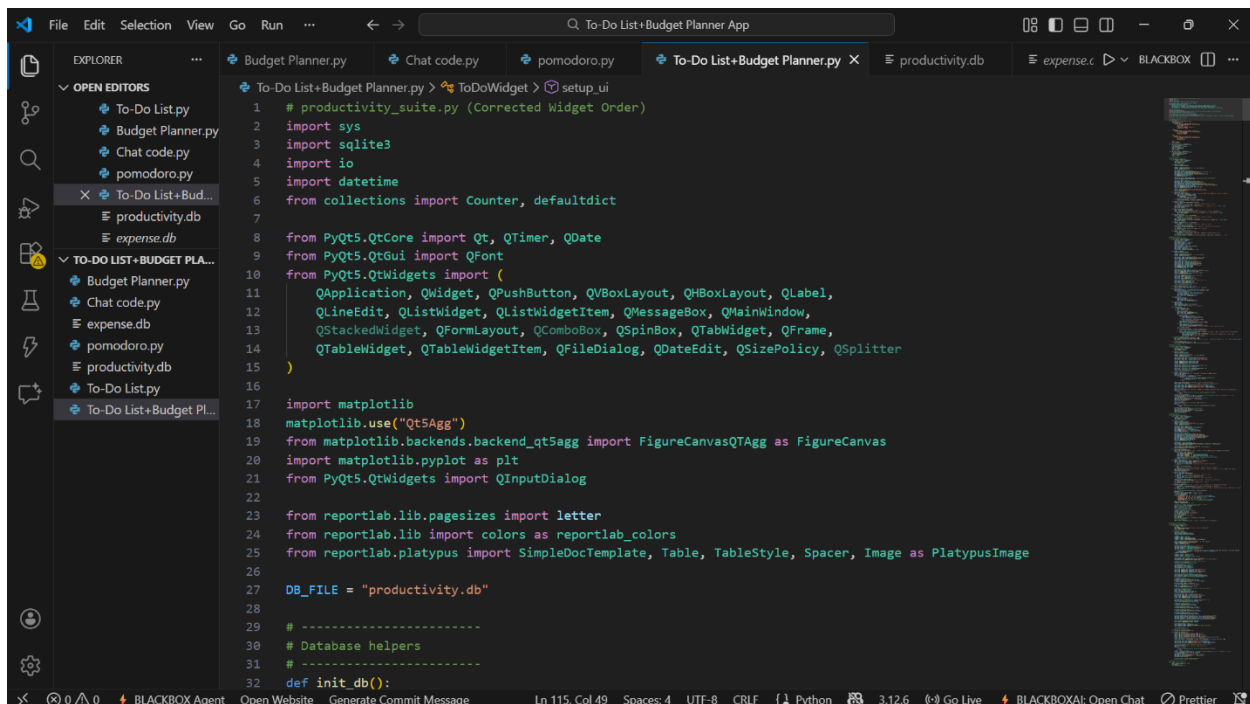 File Edit Selection View Go Run ··· To-Do List+Budget Planner App
EXPLORER ···
OPEN EDITORS
To-Do List.py
Budget Planner.py
Chat code.py
pomodoro.py
To-Do List+Bud...
productivity.db
expense.db
TO-DO LIST+BUDGET PLA...
Budget Planner.py
Chat code.py
expense.db
pomodoro.py
productivity.db
To-Do List.py
To-Do List+Budget Pl...
Budget Planner.py Chat code.py pomodoro.py To-Do List+Budget Planner.py productivity.db expense.c BLACKBOX ···
To-Do List+Budget Planner.py > ToDoWidget > setup_ui
1 # productivity_suite.py (Corrected Widget Order)
2 import sys
3 import sqlite3
4 import io
5 import datetime
6 from collections import Counter, defaultdict
7
8 from PyQt5.QtCore import Qt, QTimer, QDate
9 from PyQt5.QtGui import QFont
10 from PyQt5.QtWidgets import (
11     QApplication, QWidget, QPushButton, QVBoxLayout, QHBoxLayout, QLabel,
12     QLineEdit, QListWidget, QListWidgetItem, QMessageBox, QMainWindow,
13     QStackedWidget, QFormLayout, QComboBox, QSpinBox, QTabWidget, QFrame,
14     QTableWidget, QTableWidgetItem, QFileDialog, QDateEdit, QSizePolicy, QSplitter
15 )
16
17 import matplotlib
18 matplotlib.use("Qt5Agg")
19 from matplotlib.backends.backend_qt5agg import FigureCanvasQTAgg as FigureCanvas
20 import matplotlib.pyplot as plt
21 from PyQt5.QtWidgets import QInputDialog
22
23 from reportlab.lib.pagesizes import letter
24 from reportlab.lib import colors as reportlab_colors
25 from reportlab.platypus import SimpleDocTemplate, Table, TableStyle, Spacer, Image as PlatypusImage
26
27 DB_FILE = "productivity.db"
28
29 # ------------------------
30 # Database helpers
31 # ------------------------
32 def init_db():
0 0 BLACKBOX Agent Open Website Generate Commit Message Ln 115, Col 49 Spaces: 4 UTF-8 CRLF { } Python 3.12.6 Go Live BLACKBOXAI: Open Chat Prettier